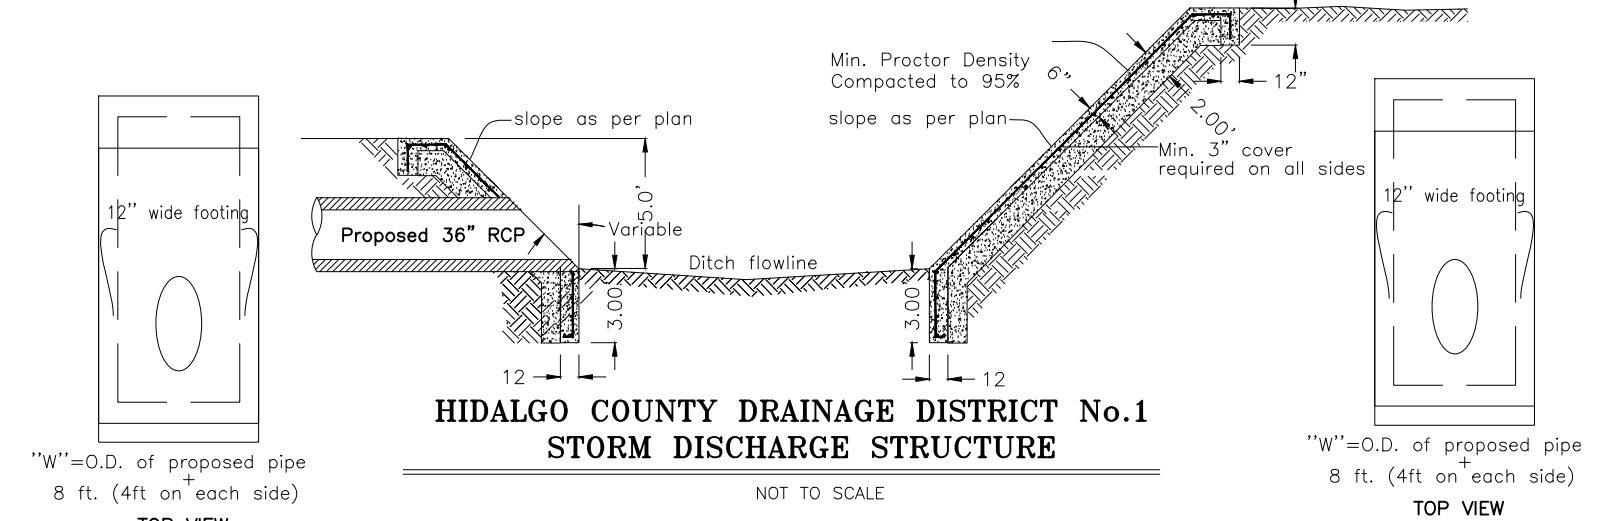 12" wide footing
"W"=O.D. of proposed pipe
+
8 ft. (4ft on each side)
TOP VIEW
slope as per plan
5.0'
Variable
Proposed 36" RCP
Ditch flowline
3.00
12
Min. Proctor Density
Compacted to 95%
6"
12"
2.00'
slope as per plan
Min. 3" cover
required on all sides
3.00
12
HIDALGO COUNTY DRAINAGE DISTRICT No.1
STORM DISCHARGE STRUCTURE
NOT TO SCALE
12" wide footing
"W"=O.D. of proposed pipe
+
8 ft. (4ft on each side)
TOP VIEW